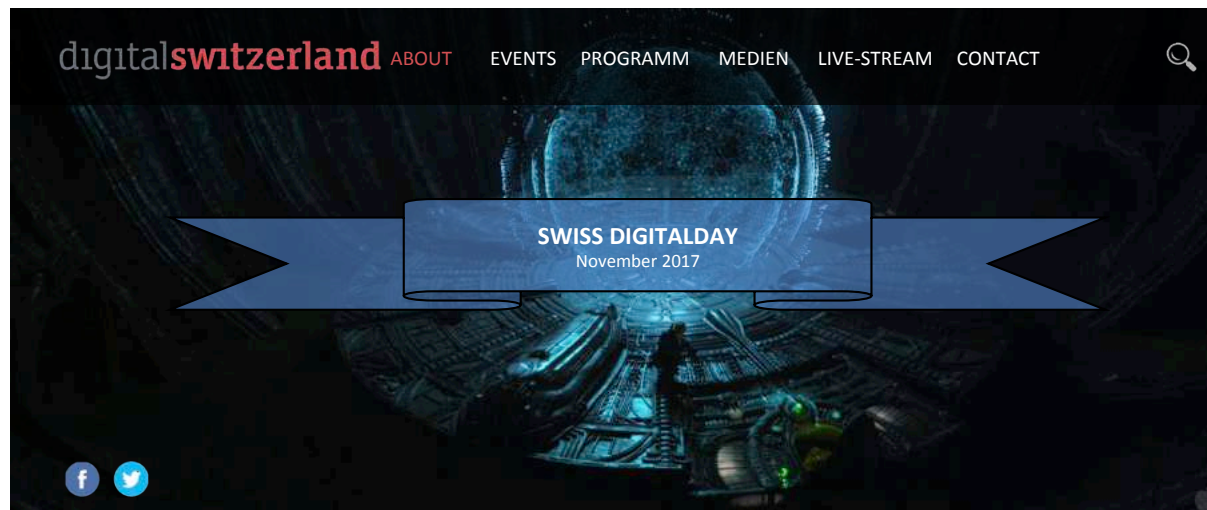 digitalswitzerland ABOUT EVENTS PROGRAMM MEDIEN LIVE-STREAM CONTACT
SWISS DIGITALDAY
November 2017
f